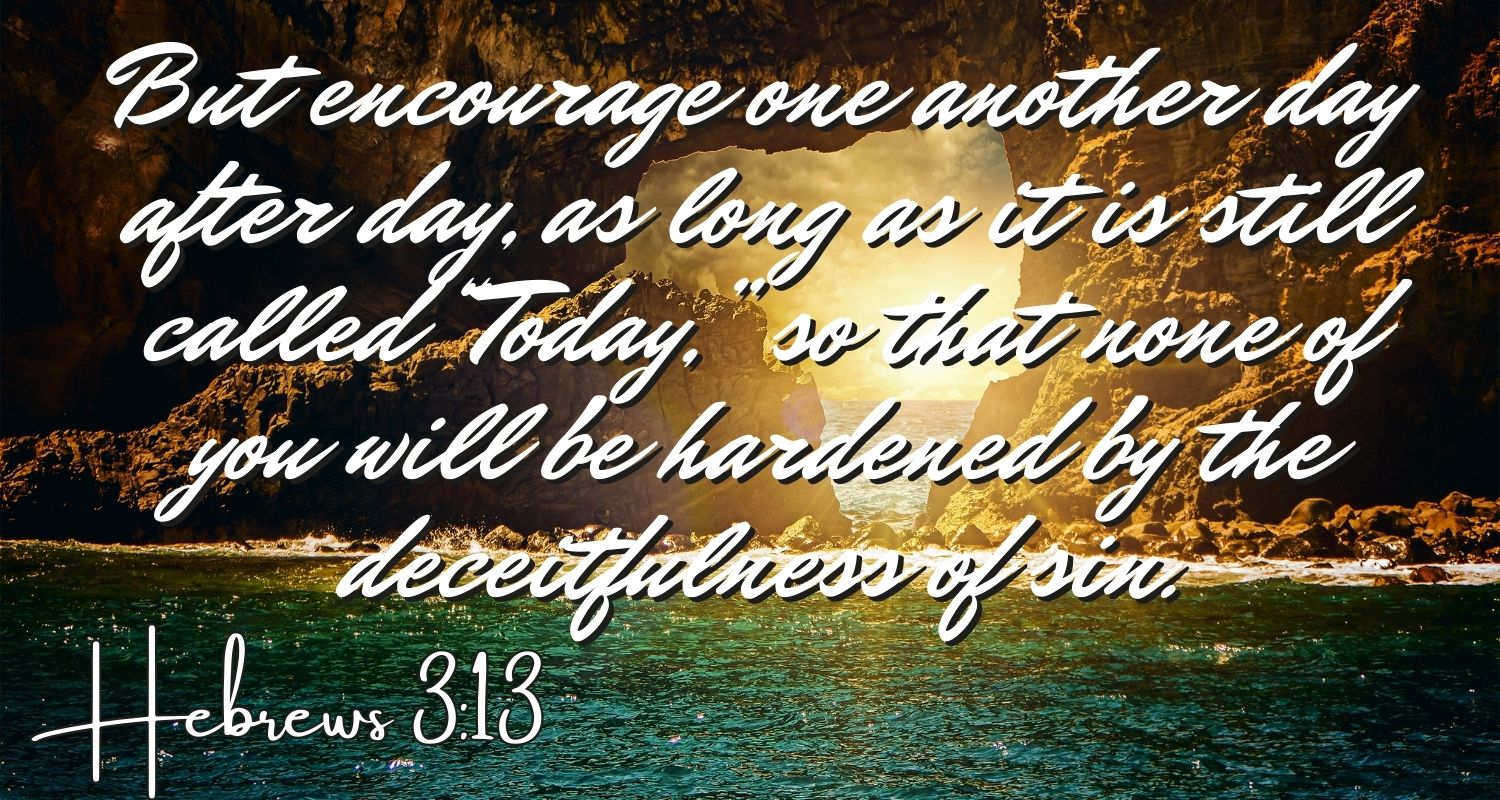 But encourage one another day
after day, as long as it is still
called “Today,” so that none of
you will be hardened by the
deceitfulness of sin.
Hebrews 3:13